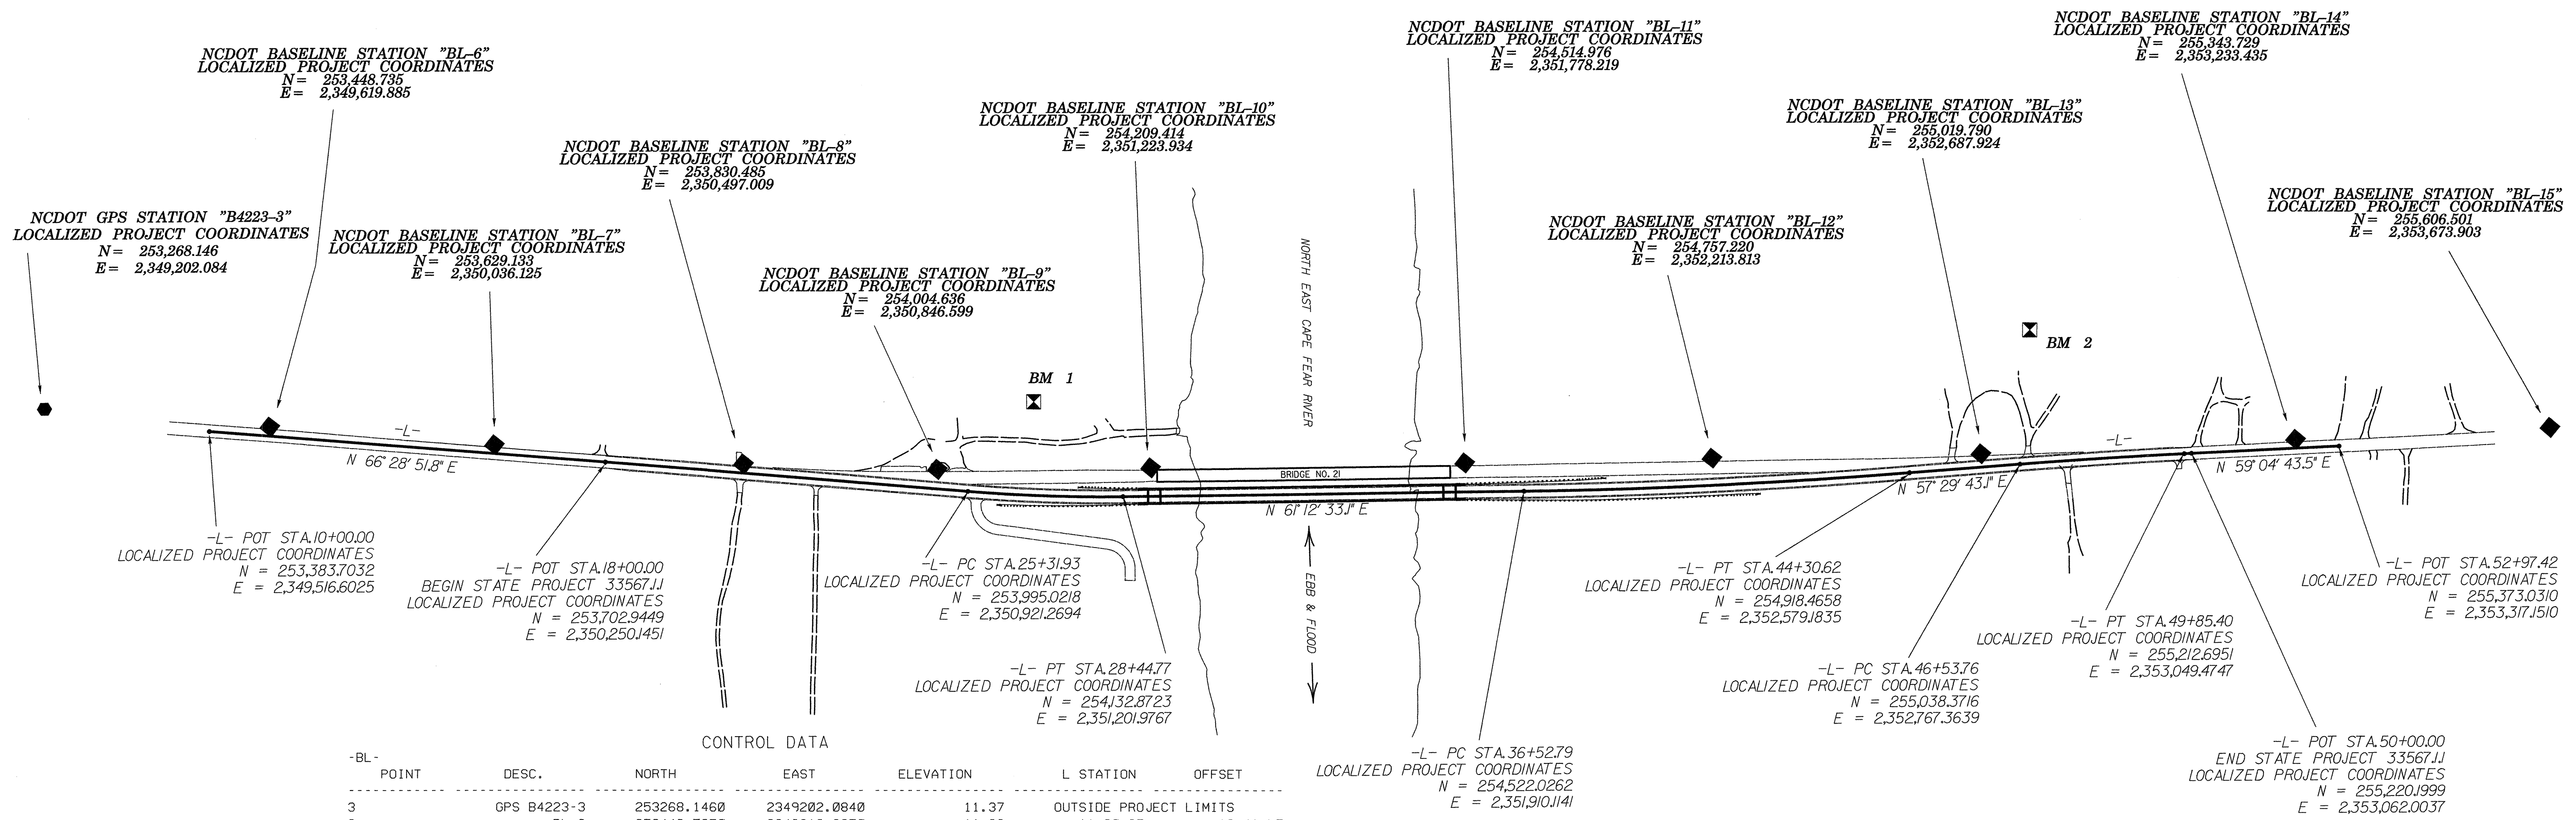 NCDOT BASELINE STATION "BL-6"
LOCALIZED PROJECT COORDINATES
N= 253,448.735
E= 2,349,619.885
NCDOT BASELINE STATION "BL-8"
LOCALIZED PROJECT COORDINATES
N= 253,830.485
E= 2,350,497.009
NCDOT BASELINE STATION "BL-10"
LOCALIZED PROJECT COORDINATES
N= 254,209.414
E= 2,351,223.934
NCDOT BASELINE STATION "BL-11"
LOCALIZED PROJECT COORDINATES
N= 254,514.976
E= 2,351,778.219
NCDOT BASELINE STATION "BL-13"
LOCALIZED PROJECT COORDINATES
N= 255,019.790
E= 2,352,687.924
NCDOT BASELINE STATION "BL-14"
LOCALIZED PROJECT COORDINATES
N= 255,343.729
E= 2,353,233.435
NCDOT GPS STATION "B4223-3"
LOCALIZED PROJECT COORDINATES
N= 253,268.146
E= 2,349,202.084
NCDOT BASELINE STATION "BL-7"
LOCALIZED PROJECT COORDINATES
N= 253,629.133
E= 2,350,036.125
NCDOT BASELINE STATION "BL-9"
LOCALIZED PROJECT COORDINATES
N= 254,004.636
E= 2,350,846.599
NCDOT BASELINE STATION "BL-12"
LOCALIZED PROJECT COORDINATES
N= 254,757.220
E= 2,352,213.813
NCDOT BASELINE STATION "BL-15"
LOCALIZED PROJECT COORDINATES
N= 255,606.501
E= 2,353,673.903
NORTH EAST CAPE FEAR RIVER
BM 1
BM 2
-L-
-L-
N 66° 28' 51.8" E
BRIDGE NO. 21
N 61° 12' 33.1" E
N 57° 29' 43.1" E
N 59° 04' 43.5" E
EBB & FLOOD
-L- POT STA.10+00.00
LOCALIZED PROJECT COORDINATES
N = 253,383.7032
E = 2,349,516.6025
-L- POT STA.18+00.00
BEGIN STATE PROJECT 33567.1.1
LOCALIZED PROJECT COORDINATES
N = 253,702.9449
E = 2,350,250.1451
-L- PC STA.25+31.93
LOCALIZED PROJECT COORDINATES
N = 253,995.0218
E = 2,350,921.2694
-L- PT STA.28+44.77
LOCALIZED PROJECT COORDINATES
N = 254,132.8723
E = 2,351,201.9767
-L- PC STA.36+52.79
LOCALIZED PROJECT COORDINATES
N = 254,522.0262
E = 2,351,910.1141
-L- PT STA.44+30.62
LOCALIZED PROJECT COORDINATES
N = 254,918.4658
E = 2,352,579.1835
-L- PC STA.46+53.76
LOCALIZED PROJECT COORDINATES
N = 255,038.3716
E = 2,352,767.3639
-L- PT STA.49+85.40
LOCALIZED PROJECT COORDINATES
N = 255,212.6951
E = 2,353,049.4747
-L- POT STA.50+00.00
END STATE PROJECT 33567.1.1
LOCALIZED PROJECT COORDINATES
N = 255,220.1999
E = 2,353,062.0037
-L- POT STA.52+97.42
LOCALIZED PROJECT COORDINATES
N = 255,373.0310
E = 2,353,317.1510
CONTROL DATA
-BL-
POINT DESC. NORTH EAST ELEVATION L STATION OFFSET
3 GPS B4223-3 253268.1460 2349202.0840 11.37 OUTSIDE PROJECT LIMITS